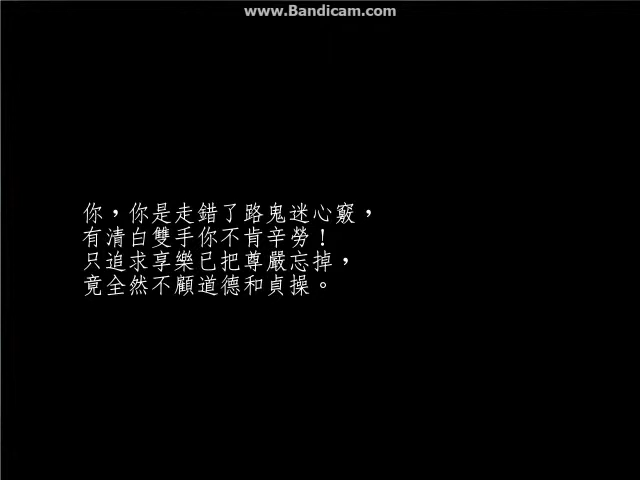 www.Bandicam.com
你，你是走錯了路鬼迷心竅，
有清白雙手你不肯辛勞！
只追求享樂已把尊嚴忘掉，
竟全然不顧道德和貞操。